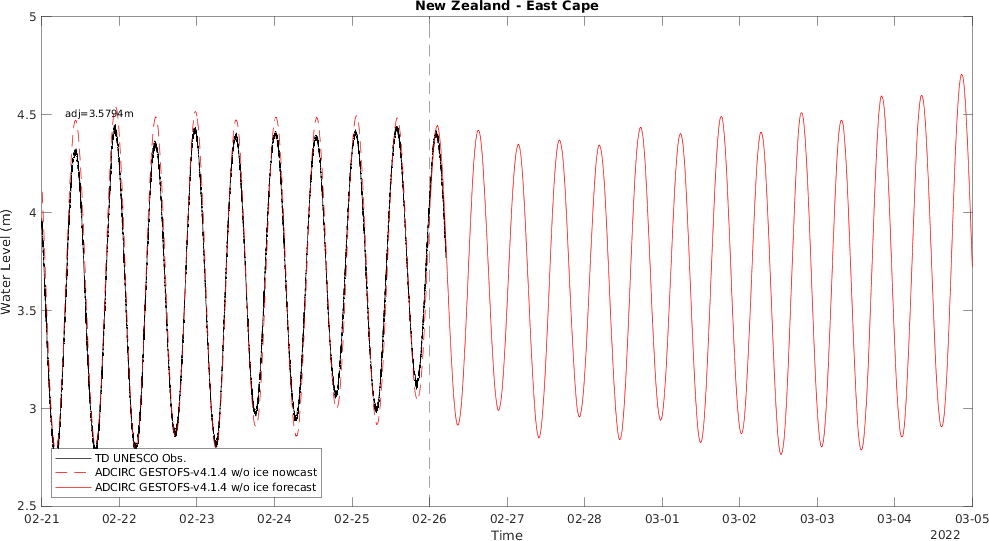 New Zealand - East Cape
5
4.5
4
3.5
3
2.5
Water Level (m)
adj=3.5794m
TD UNESCO Obs.
ADCIRC GESTOFS-v4.1.4 w/o ice nowcast
ADCIRC GESTOFS-v4.1.4 w/o ice forecast
02-21 02-22 02-23 02-24 02-25 02-26 02-27 02-28 03-01 03-02 03-03 03-04 03-05
Time
2022